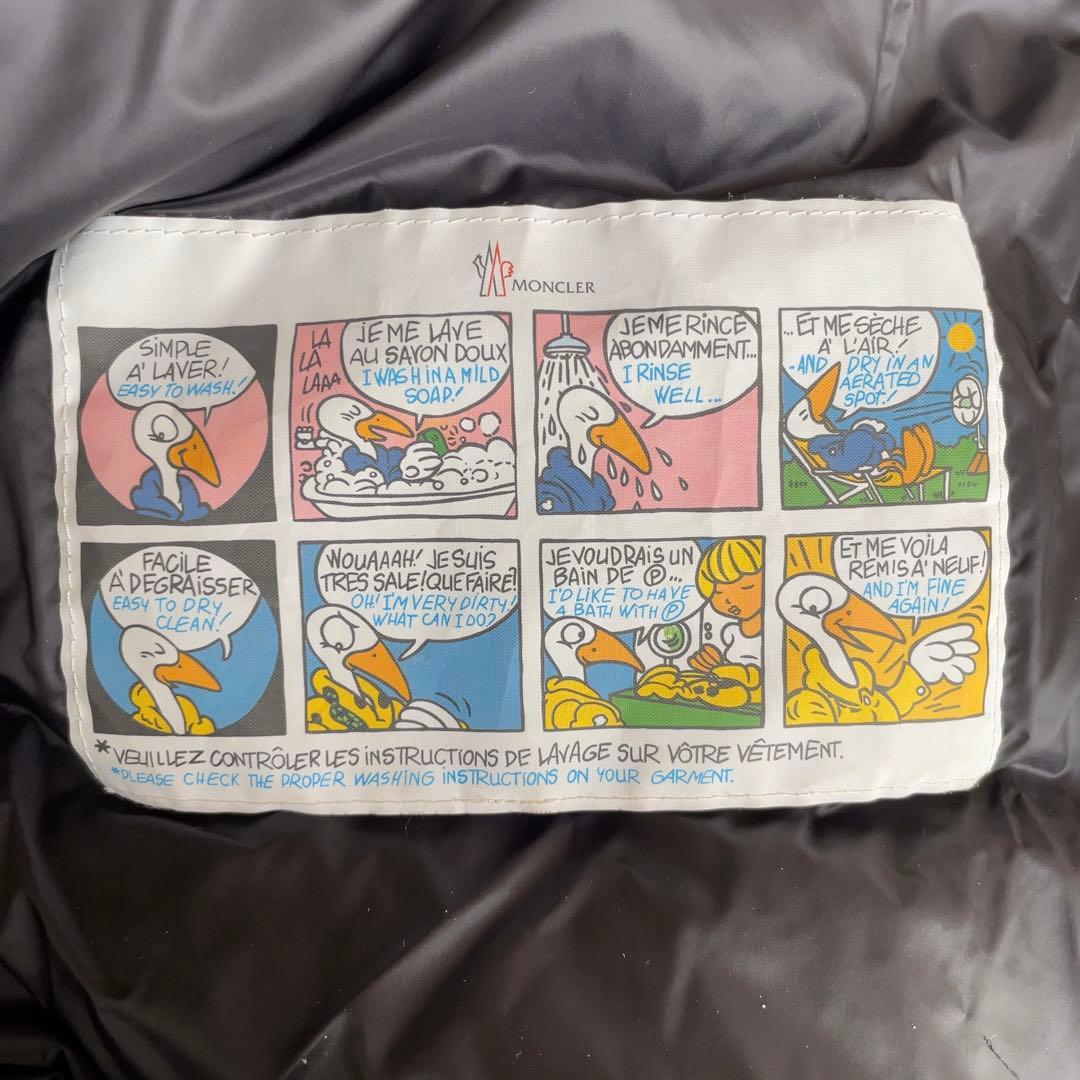 MONCLER
SIMPLE
A' LAVER!
EASY TO WASH!
LA
LA
LAAA
JE ME LAVE
AU SAVON DOUX
I WASH IN A MILD
SOAP!
JE ME RINCE
ABONDAMMENT...
I RINSE
WELL...
...ET ME SÈCHE
A' L'AIR!
..AND DRY IN AN
AERATED
SPOT!
FACILE
A' DEGRAISSER
EASY TO DRY
CLEAN!
WOUAAAH! JE SUIS
TRES SALE! QUE FAIRE?
OH! I'M VERY DIRTY!
WHAT CAN I DO?
JE VOUDRAIS UN
BAIN DE Ⓟ...
I'D LIKE TO HAVE
A BATH WITH Ⓟ
ET ME VOILA
REMIS A' NEUF!
AND I'M FINE
AGAIN!
*VEUILLEZ CONTRÔLER LES INSTRUCTIONS DE LAVAGE SUR VÔTRE VÊTEMENT.
*PLEASE CHECK THE PROPER WASHING INSTRUCTIONS ON YOUR GARMENT.